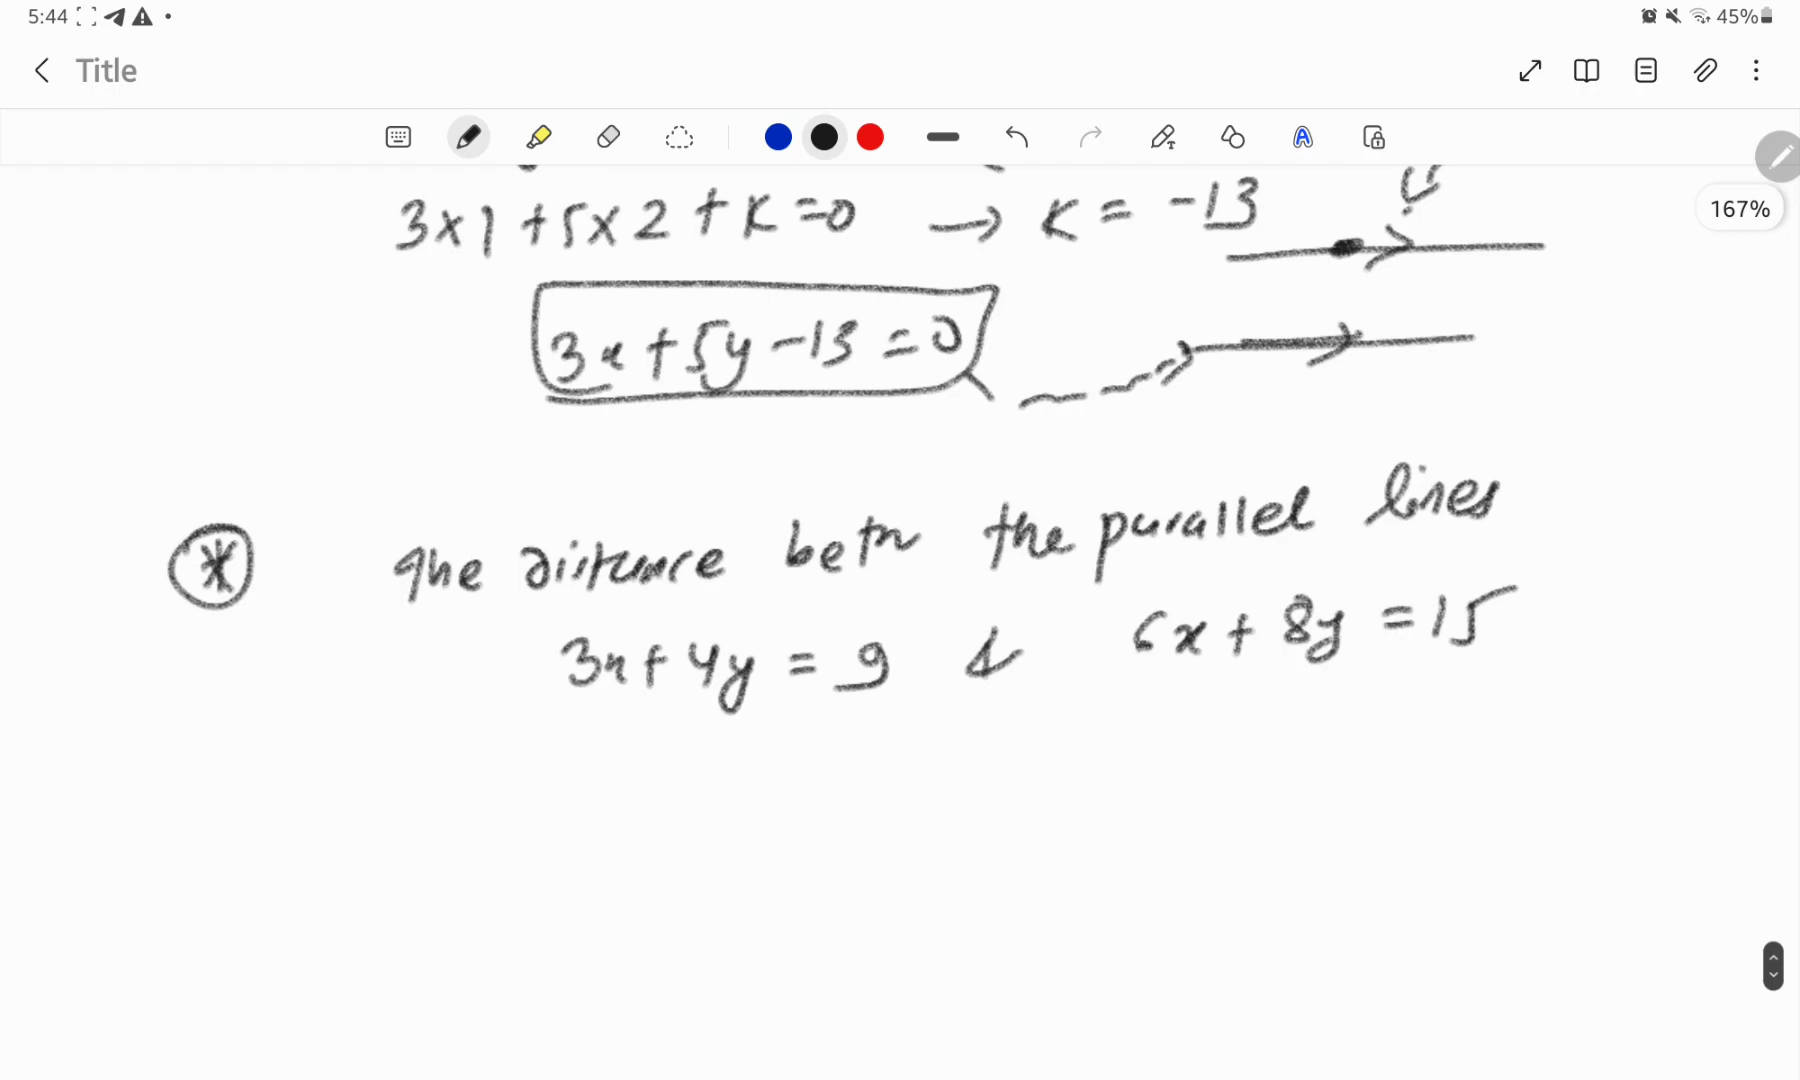 5:44 45%
Title
167%
3x1 + 5x2 + K = 0 → K = -13
3x + 5y - 13 = 0
* The distance betn the parallel lines
3x + 4y = 9 & 6x + 8y = 15